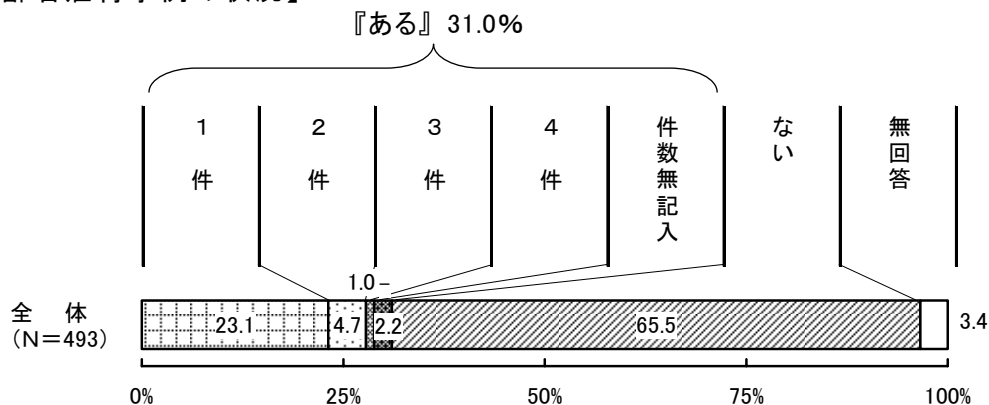 『ある』31.0%
1件
2件
3件
4件
件数無記入
ない
無回答
1.0 –
全 体
(N=493)
23.1
4.7
2.2
65.5
3.4
0%
25%
50%
75%
100%